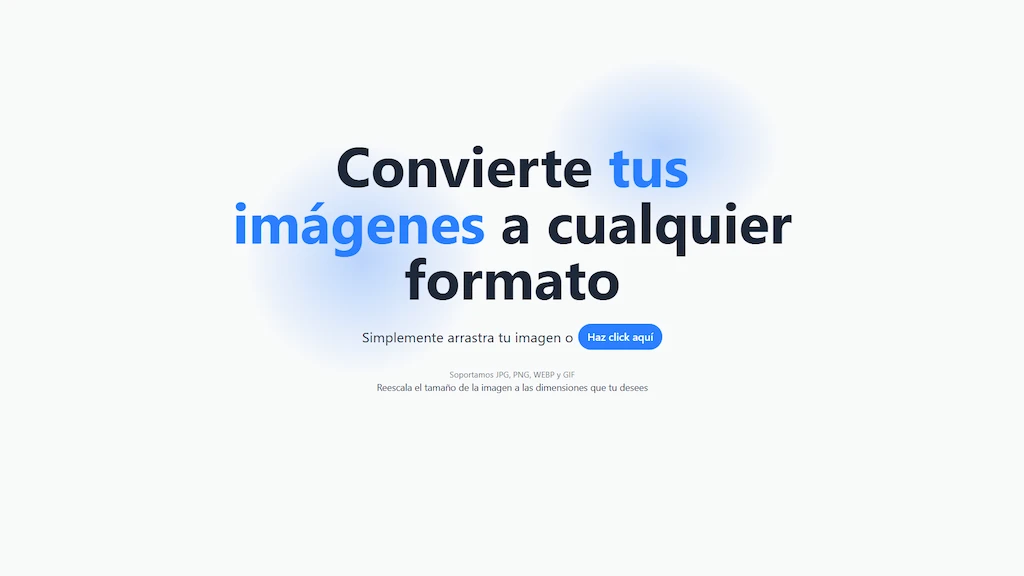 Convierte tus
imágenes a cualquier
formato
Simplemente arrastra tu imagen o Haz click aquí
Soportamos JPG, PNG, WEBP y GIF
Reescala el tamaño de la imagen a las dimensiones que tu desees